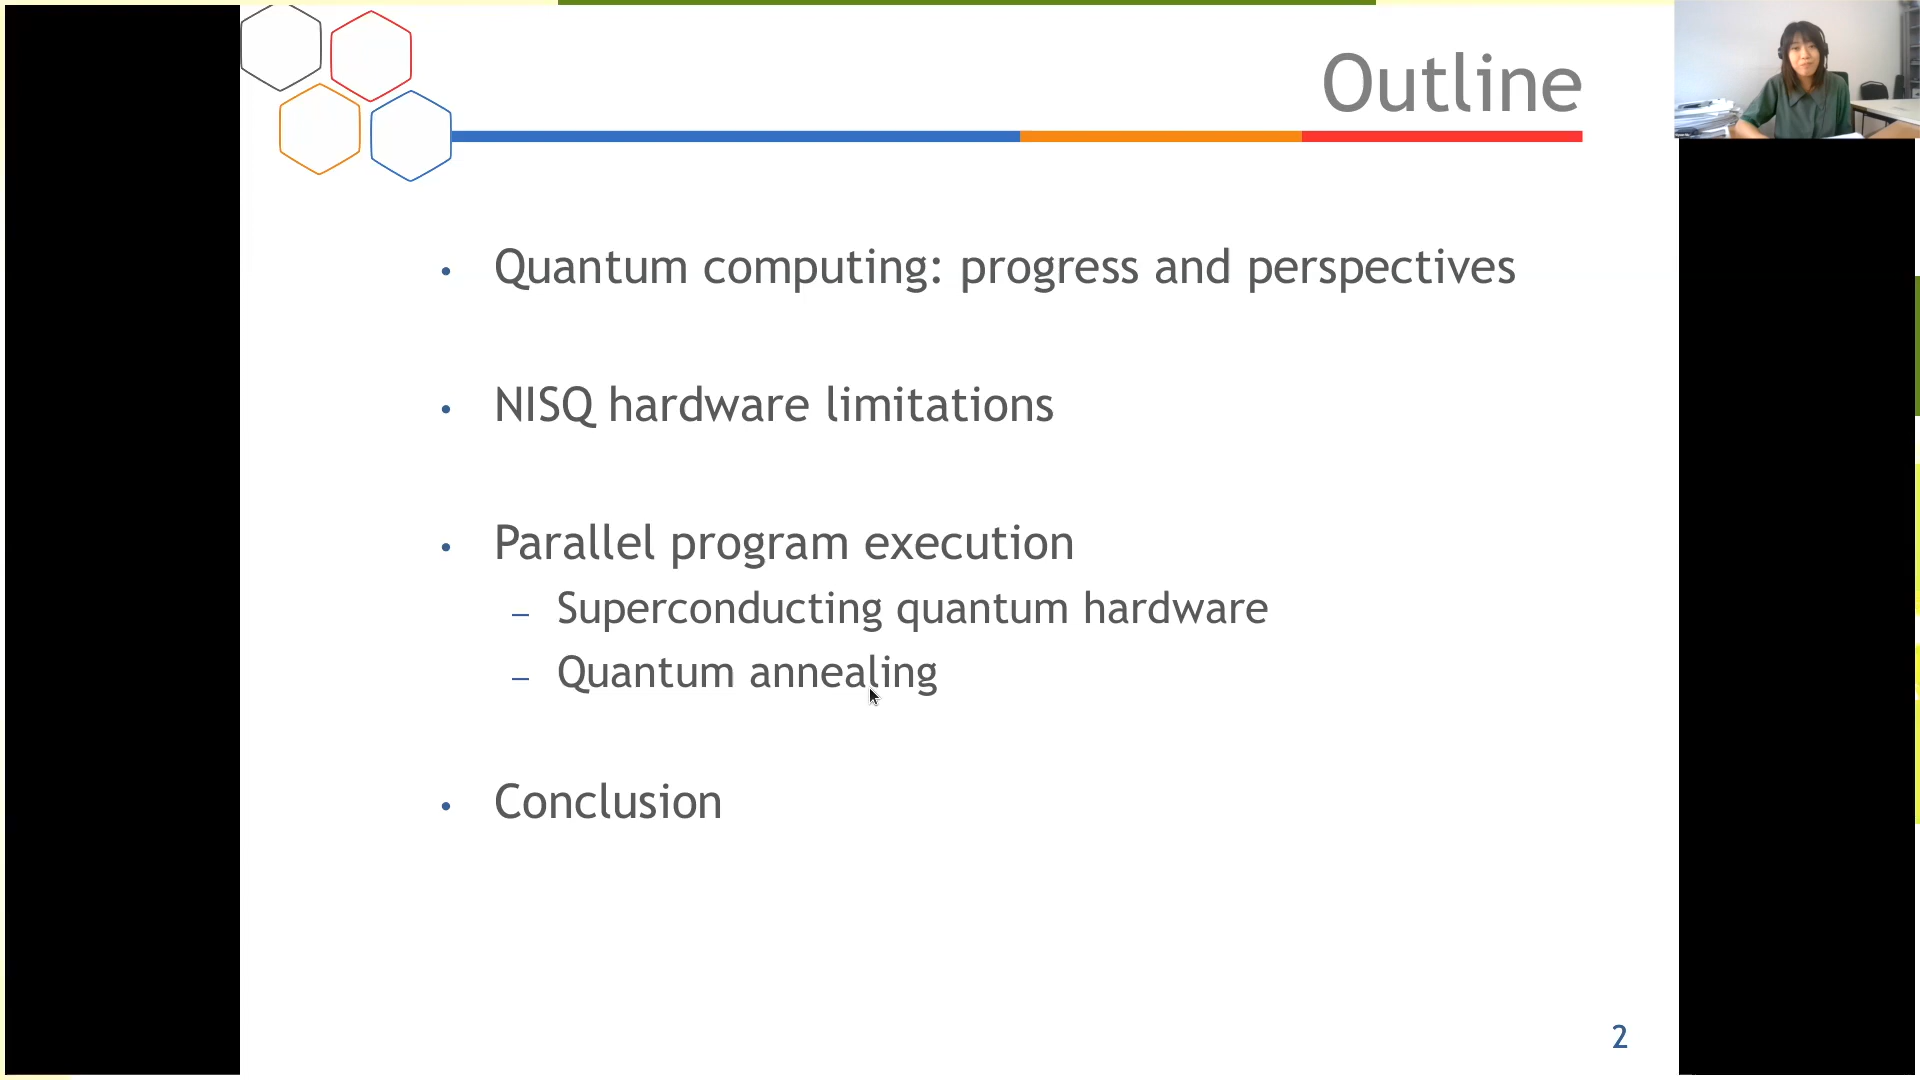 Outline
• Quantum computing: progress and perspectives
• NISQ hardware limitations
• Parallel program execution
– Superconducting quantum hardware
– Quantum annealing
• Conclusion
2